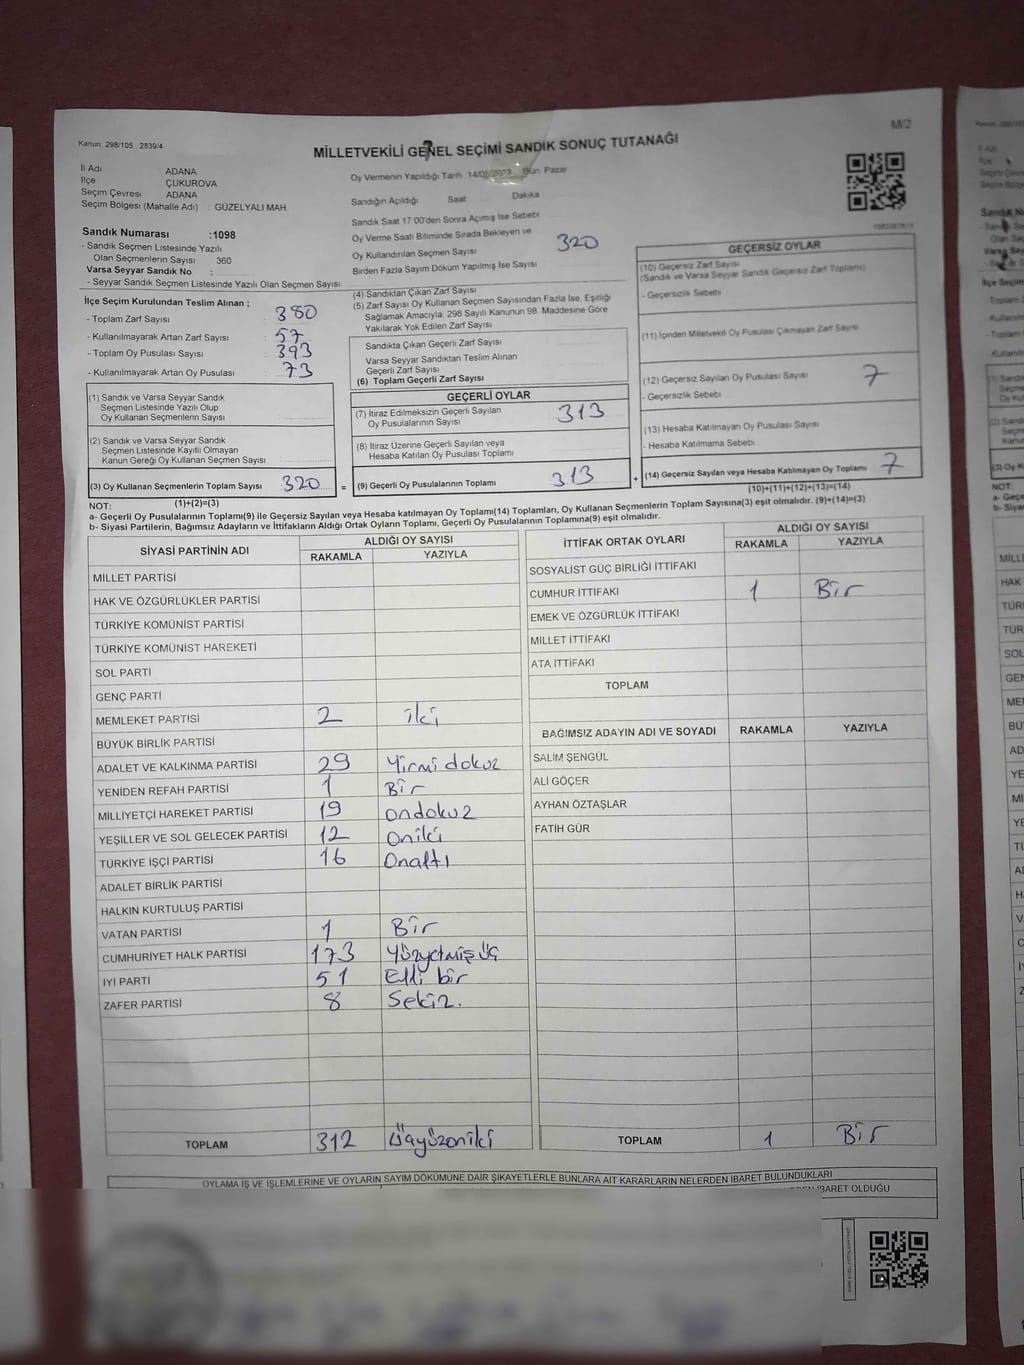 M/2
Kanun, 298/105 , 2839/4
MİLLETVEKİLİ GENEL SEÇİMİ SANDIK SONUÇ TUTANAĞI
İl Adı : ADANA
İlçe : ÇUKUROVA
Seçim Çevresi : ADANA
Seçim Bölgesi (Mahalle Adı) : GÜZELYALI MAH.
Sandık Numarası :1098
- Sandık Seçmen Listesinde Yazılı
Olan Seçmenlerin Sayısı 360
Varsa Seyyar Sandık No :
- Seyyar Seçmen Listesinde Yazılı Olan Seçmen Sayısı :
Oy Vermenin Yapıldığı Tarih 14/05/2023 Gün Pazar
Sandığın Açıldığı Saat Dakika
Sandık Saat 17:00'den Sonra Açımış İse Sebebi
Oy Verme Saati Bitiminde Sırada Bekleyen ve
Oy Kullandırılan Seçmen Sayısı 320
Birden Fazla Sayım Döküm Yapılmış İse Sayısı
İlçe Seçim Kurulundan Teslim Alınan ;
- Toplam Zarf Sayısı : 380
- Kullanılmayarak Artan Zarf Sayısı : 57
- Toplam Oy Pusulası Sayısı : 393
- Kullanılmayarak Artan Oy Pusulası : 73
(4) Sandıktan Çıkan Zarf Sayısı
(5) Zarf Sayısı Oy Kullanan Seçmen Sayısından Fazla İse, Eşitliği
Sağlamak Amacıyla, 298 Sayılı Kanunun 98. Maddesine Göre
Yakılarak Yok Edilen Zarf Sayısı
Sandıkta Çıkan Geçerli Zarf Sayısı
Varsa Seyyar Sandıktan Teslim Alınan
Geçerli Zarf Sayısı
(6) Toplam Geçerli Zarf Sayısı
(1) Sandık ve Varsa Seyyar Sandık
Seçmen Listesinde Yazılı Olup
Oy Kullanan Seçmenlerin Sayısı
(2) Sandık ve Varsa Seyyar Sandık
Seçmen Listesinde Kayıtlı Olmayan
Kanun Gereği Oy Kullanan Seçmen Sayısı
(3) Oy Kullanan Seçmenlerin Toplam Sayısı 320
(1)+(2)=(3)
GEÇERLİ OYLAR
(7) İtiraz Edilmeksizin Geçerli Sayılan
Oy Pusulalarının Sayısı 313
(8) İtiraz Üzerine Geçerli Sayılan veya
Hesaba Katılan Oy Pusulası Toplamı
= (9) Geçerli Oy Pusulalarının Toplamı 313
GEÇERSİZ OYLAR
(10) Geçersiz Zarf Sayısı
(Sandık ve Varsa Seyyar Sandık Geçersiz Zarf Toplamı)
- Geçersizlik Sebebi
(11) İçinden Milletvekili Oy Pusulası Çıkmayan Zarf Sayısı
(12) Geçersiz Sayılan Oy Pusulası Sayısı 7
- Geçersizlik Sebebi
(13) Hesaba Katılmayan Oy Pusulası Sayısı
- Hesaba Katılmama Sebebi
+ (14) Geçersiz Sayılan veya Hesaba Katılmayan Oy Toplamı 7
(10)+(11)+(12)+(13)=(14)
NOT:
a- Geçerli Oy Pusulalarının Toplamı(9) ile Geçersiz Sayılan veya Hesaba katılmayan Oy Toplamı(14) Toplamları, Oy Kullanan Seçmenlerin Toplam Sayısına(3) eşit olmalıdır. (9)+(14)=(3)
b- Siyasi Partilerin, Bağımsız Adayların ve İttifakların Aldığı Ortak Oyların Toplamı, Geçerli Oy Pusulalarının Toplamına(9) eşit olmalıdır.
SİYASİ PARTİNİN ADI ALDIĞI OY SAYISI
RAKAMLA YAZIYLA
MİLLET PARTİSİ
HAK VE ÖZGÜRLÜKLER PARTİSİ
TÜRKİYE KOMÜNİST PARTİSİ
TÜRKİYE KOMÜNİST HAREKETİ
SOL PARTİ
GENÇ PARTİ
MEMLEKET PARTİSİ 2 iki
BÜYÜK BİRLİK PARTİSİ
ADALET VE KALKINMA PARTİSİ 29 Yirmi dokuz
YENİDEN REFAH PARTİSİ 1 Bir
MİLLİYETÇİ HAREKET PARTİSİ 19 ondokuz
YEŞİLLER VE SOL GELECEK PARTİSİ 12 Oniki
TÜRKİYE İŞÇİ PARTİSİ 16 Onaltı
ADALET BİRLİK PARTİSİ
HALKIN KURTULUŞ PARTİSİ
VATAN PARTİSİ 1 Bir
CUMHURİYET HALK PARTİSİ 173 Yüzyetmişüç
İYİ PARTİ 51 Elli bir
ZAFER PARTİSİ 8 Sekiz.
TOPLAM 312 Üçyüzoniki
İTTİFAK ORTAK OYLARI ALDIĞI OY SAYISI
RAKAMLA YAZIYLA
SOSYALİST GÜÇ BİRLİĞİ İTTİFAKI
CUMHUR İTTİFAKI 1 Bir
EMEK VE ÖZGÜRLÜK İTTİFAKI
MİLLET İTTİFAKI
ATA İTTİFAKI
TOPLAM
BAĞIMSIZ ADAYIN ADI VE SOYADI RAKAMLA YAZIYLA
SALİM ŞENGÜL
ALİ GÖÇER
AYHAN ÖZTAŞLAR
FATİH GÜR
TOPLAM 1 Bir
OYLAMA İŞ VE İŞLEMLERİNE VE OYLARIN SAYIM DÖKÜMÜNE DAİR ŞİKAYETLERLE BUNLARA AİT KARARLARIN NELERDEN İBARET BULUNDUKLARI
İBARET OLDUĞU